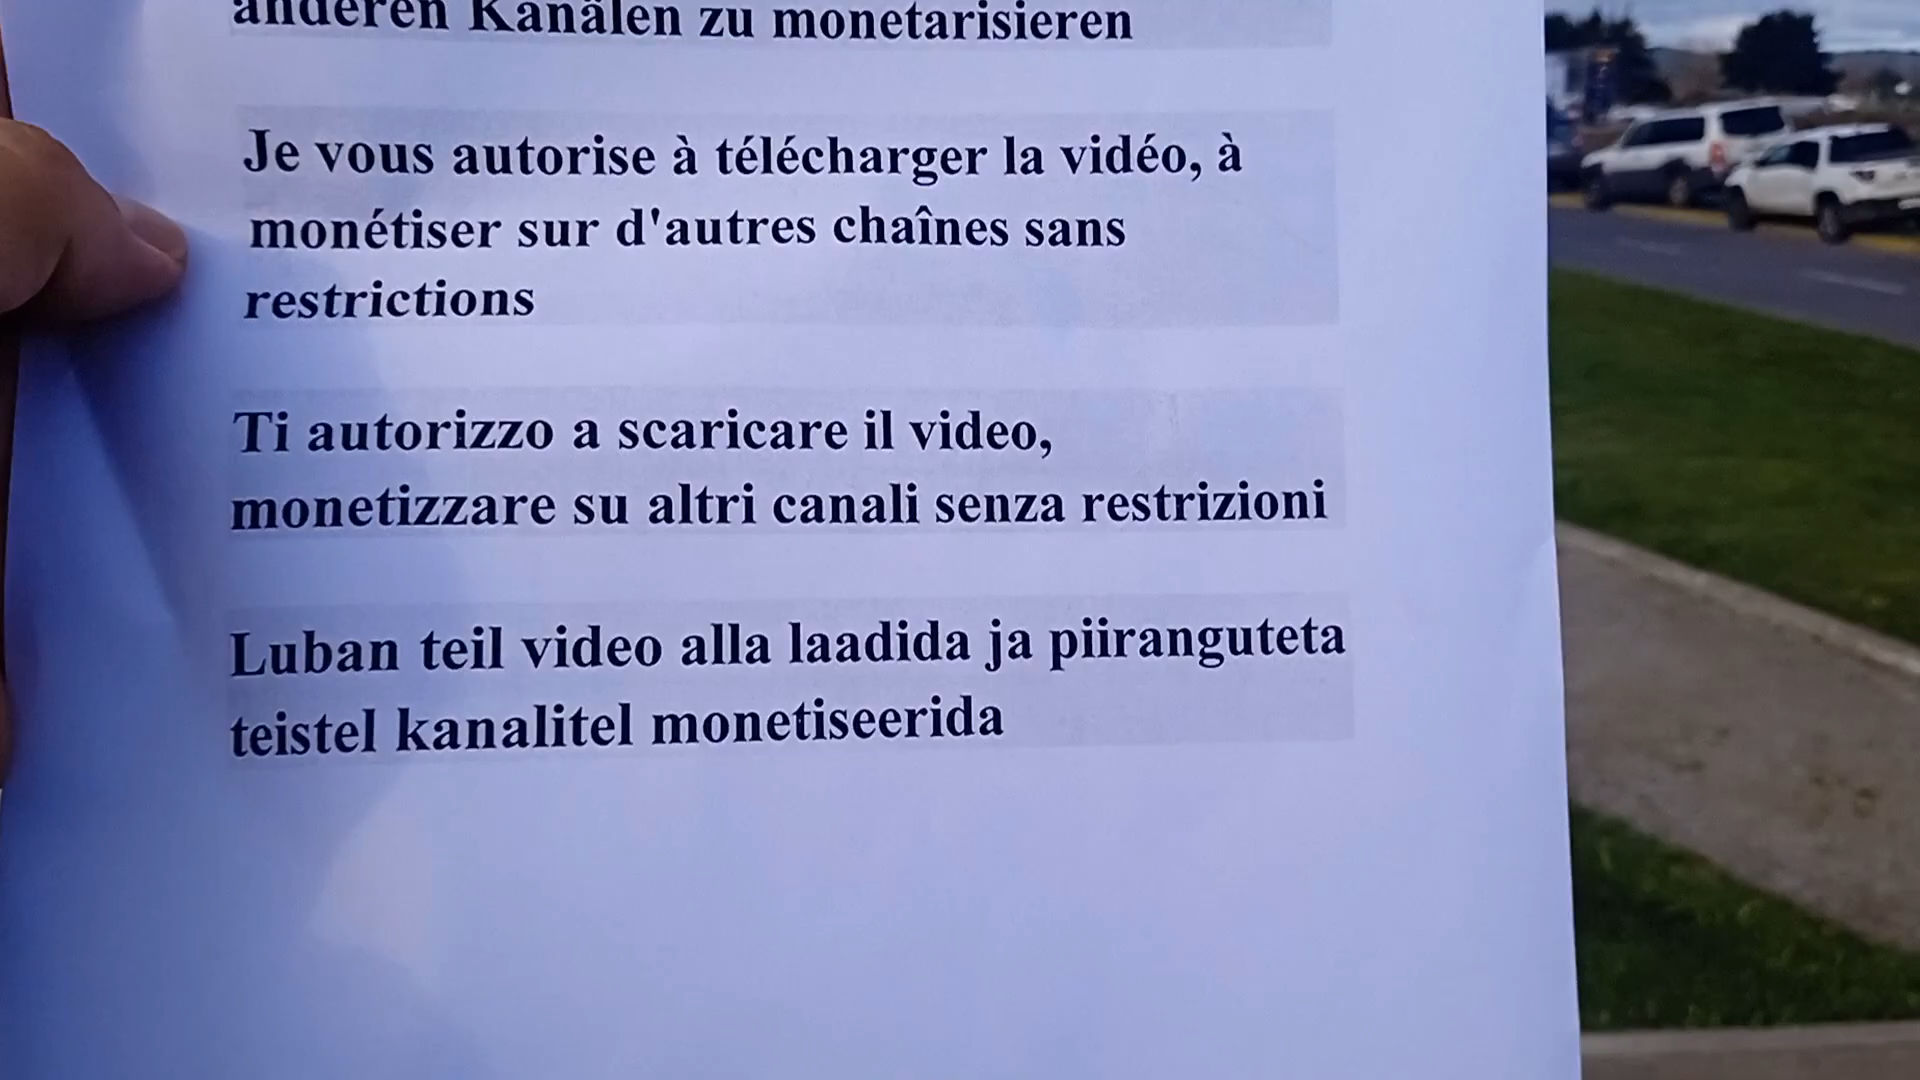 anderen Kanälen zu monetarisieren
Je vous autorise à télécharger la vidéo, à
monétiser sur d'autres chaînes sans
restrictions
Ti autorizzo a scaricare il video,
monetizzare su altri canali senza restrizioni
Luban teil video alla laadida ja piiranguteta
teistel kanalitel monetiseerida